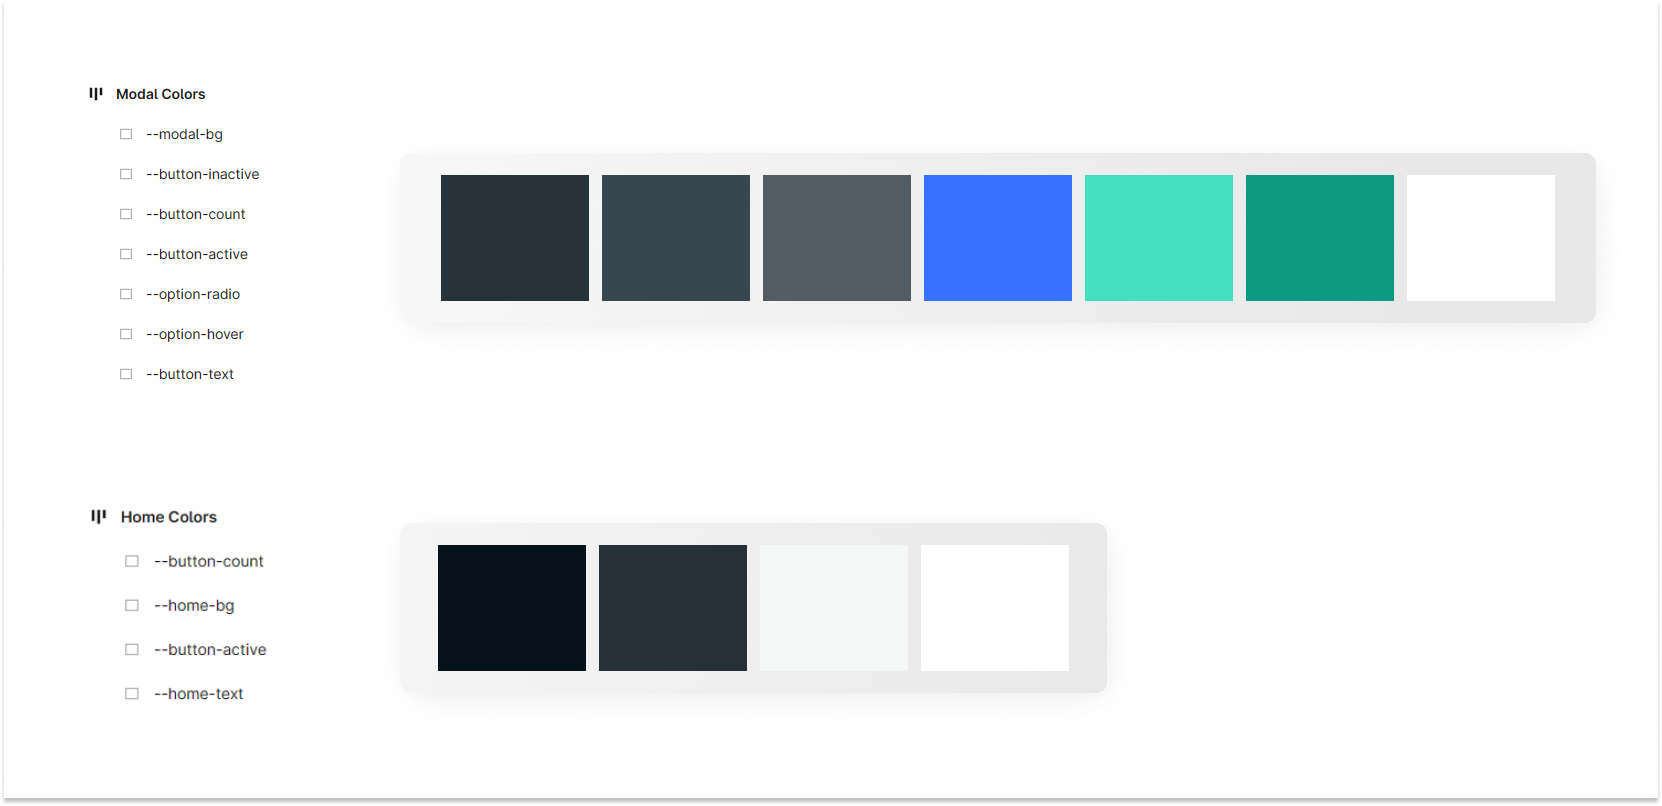 Modal Colors
--modal-bg
--button-inactive
--button-count
--button-active
--option-radio
--option-hover
--button-text
Home Colors
--button-count
--home-bg
--button-active
--home-text